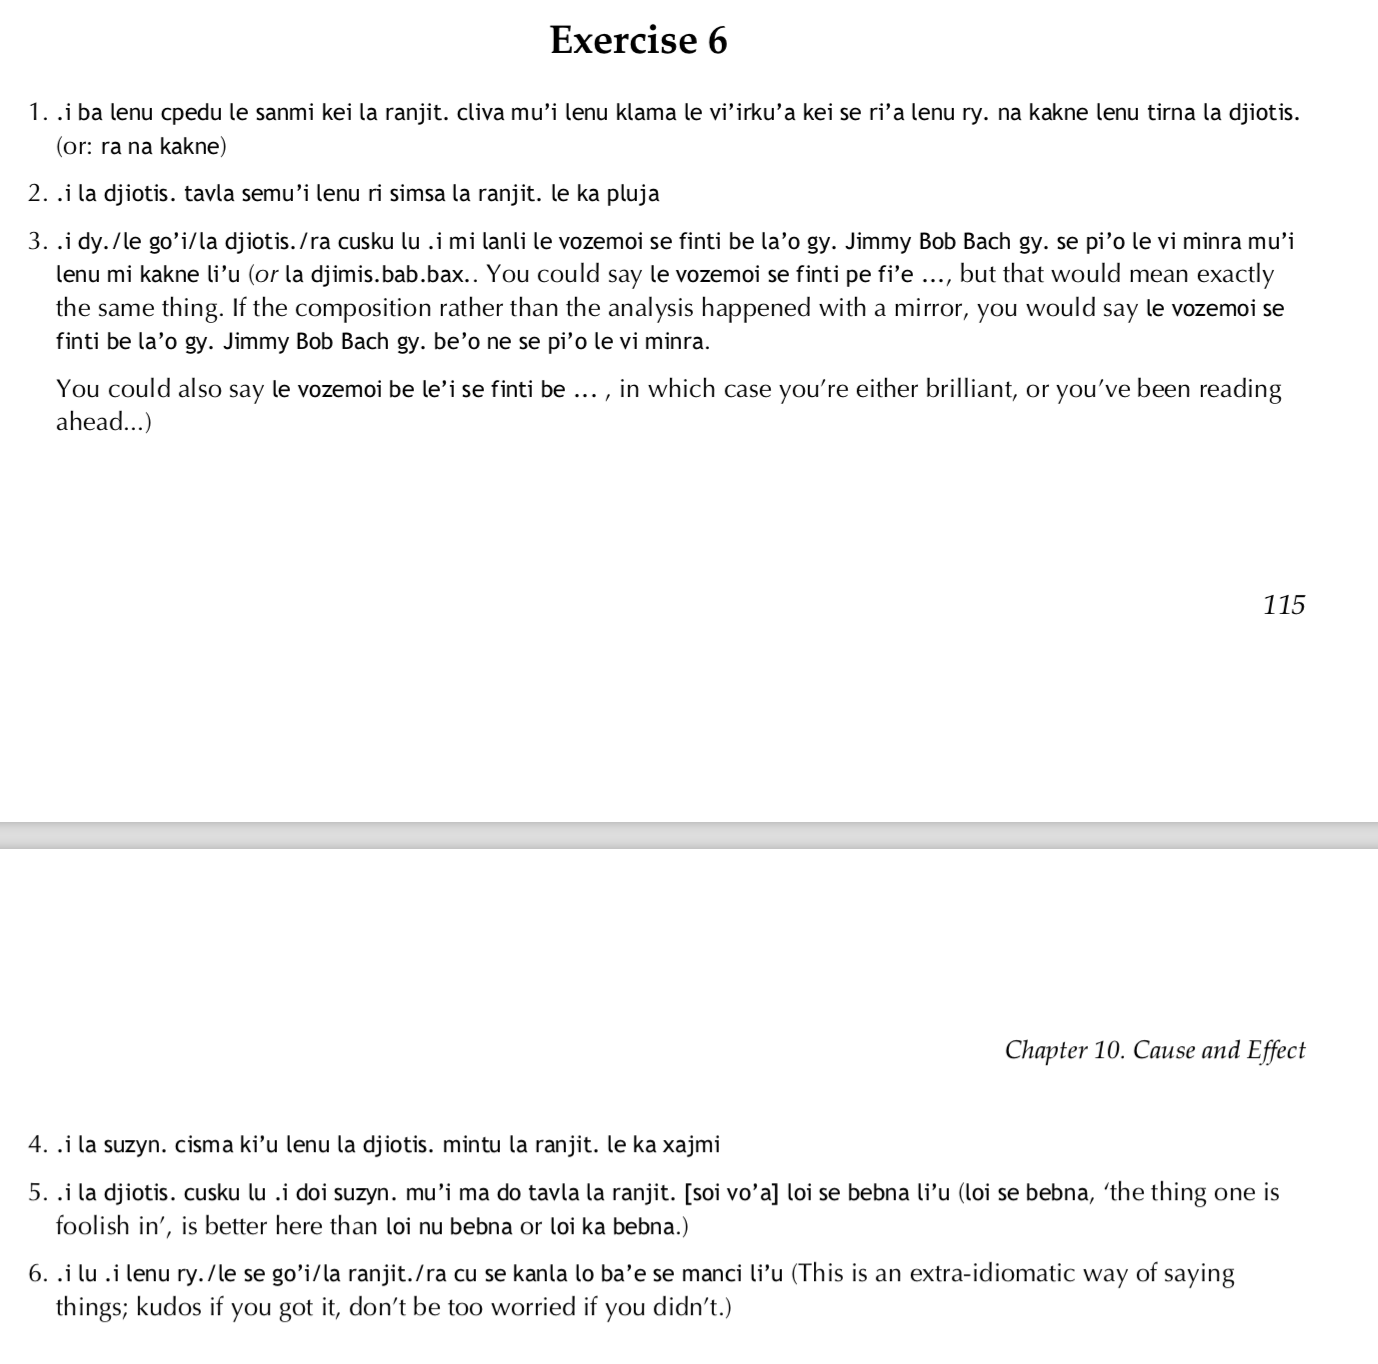 Exercise 6
1. .i ba lenu cpedu le sanmi kei la ranjit. cliva mu’i lenu klama le vi’irku’a kei se ri’a lenu ry. na kakne lenu tirna la djiotis.
(or: ra na kakne)
2. .i la djiotis. tavla semu’i lenu ri simsa la ranjit. le ka pluja
3. .i dy./le go’i/la djiotis./ra cusku lu .i mi lanli le vozemoi se finti be la’o gy. Jimmy Bob Bach gy. se pi’o le vi minra mu’i
lenu mi kakne li’u (or la djimis.bab.bax.. You could say le vozemoi se finti pe fi’e ..., but that would mean exactly
the same thing. If the composition rather than the analysis happened with a mirror, you would say le vozemoi se
finti be la’o gy. Jimmy Bob Bach gy. be’o ne se pi’o le vi minra.
You could also say le vozemoi be le’i se finti be ... , in which case you’re either brilliant, or you’ve been reading
ahead...)
115
Chapter 10. Cause and Effect
4. .i la suzyn. cisma ki’u lenu la djiotis. mintu la ranjit. le ka xajmi
5. .i la djiotis. cusku lu .i doi suzyn. mu’i ma do tavla la ranjit. [soi vo’a] loi se bebna li’u (loi se bebna, ‘the thing one is
foolish in’, is better here than loi nu bebna or loi ka bebna.)
6. .i lu .i lenu ry./le se go’i/la ranjit./ra cu se kanla lo ba’e se manci li’u (This is an extra-idiomatic way of saying
things; kudos if you got it, don’t be too worried if you didn’t.)